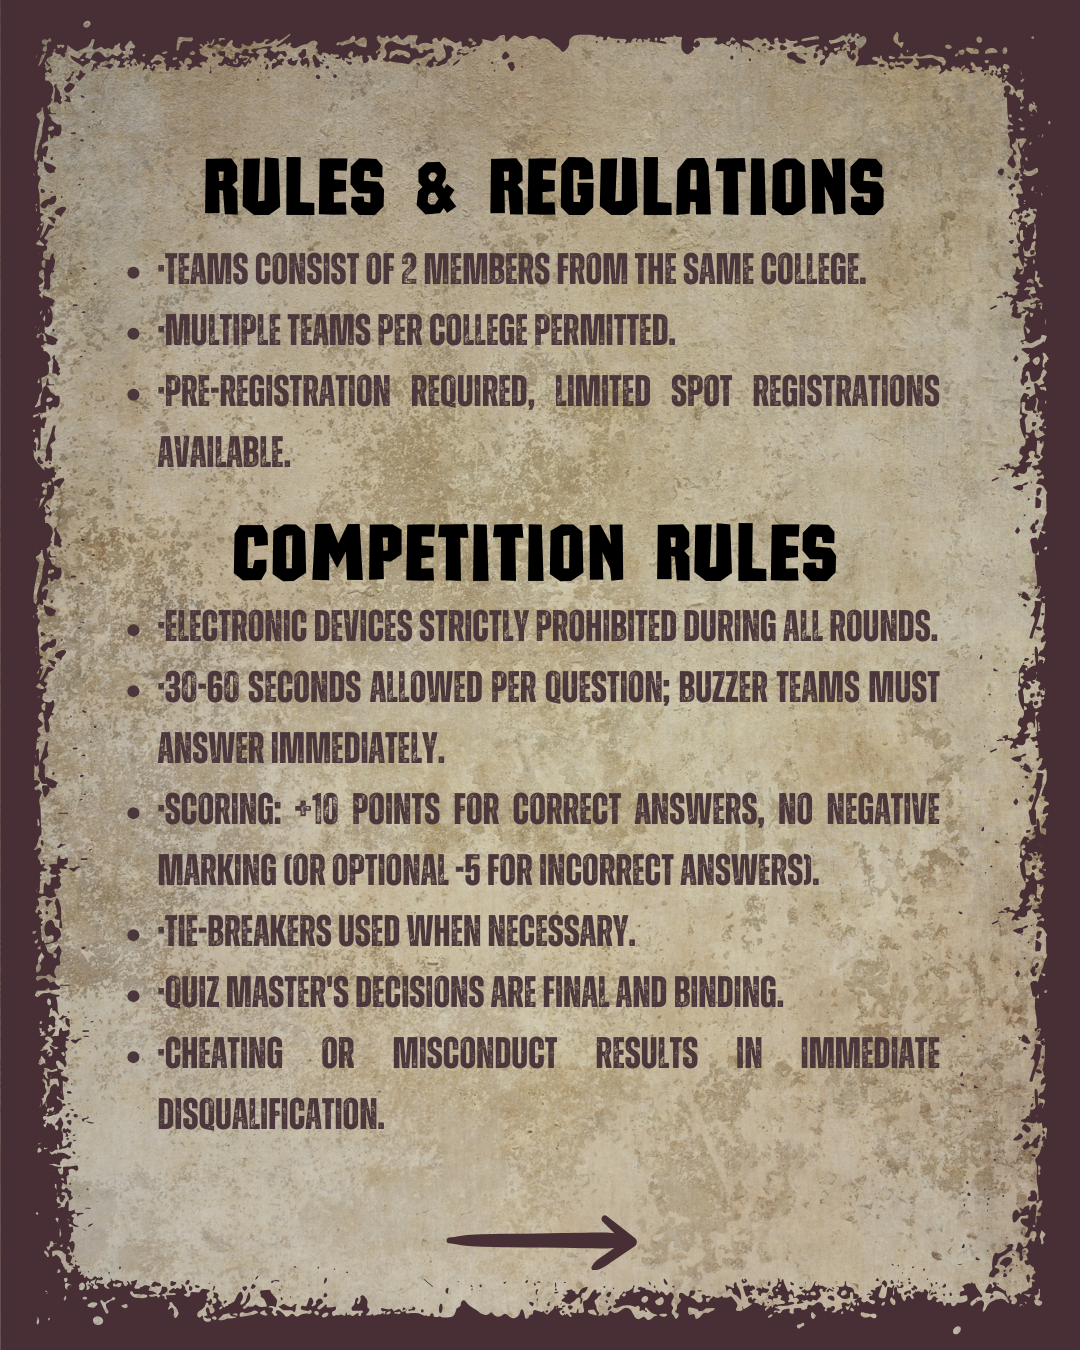 RULES & REGULATIONS
• ·TEAMS CONSIST OF 2 MEMBERS FROM THE SAME COLLEGE.
• ·MULTIPLE TEAMS PER COLLEGE PERMITTED.
• ·PRE-REGISTRATION REQUIRED, LIMITED SPOT REGISTRATIONS
AVAILABLE.
COMPETITION RULES
• ·ELECTRONIC DEVICES STRICTLY PROHIBITED DURING ALL ROUNDS.
• ·30-60 SECONDS ALLOWED PER QUESTION; BUZZER TEAMS MUST
ANSWER IMMEDIATELY.
• ·SCORING: +10 POINTS FOR CORRECT ANSWERS, NO NEGATIVE
MARKING (OR OPTIONAL -5 FOR INCORRECT ANSWERS).
• ·TIE-BREAKERS USED WHEN NECESSARY.
• ·QUIZ MASTER'S DECISIONS ARE FINAL AND BINDING.
• ·CHEATING OR MISCONDUCT RESULTS IN IMMEDIATE
DISQUALIFICATION.